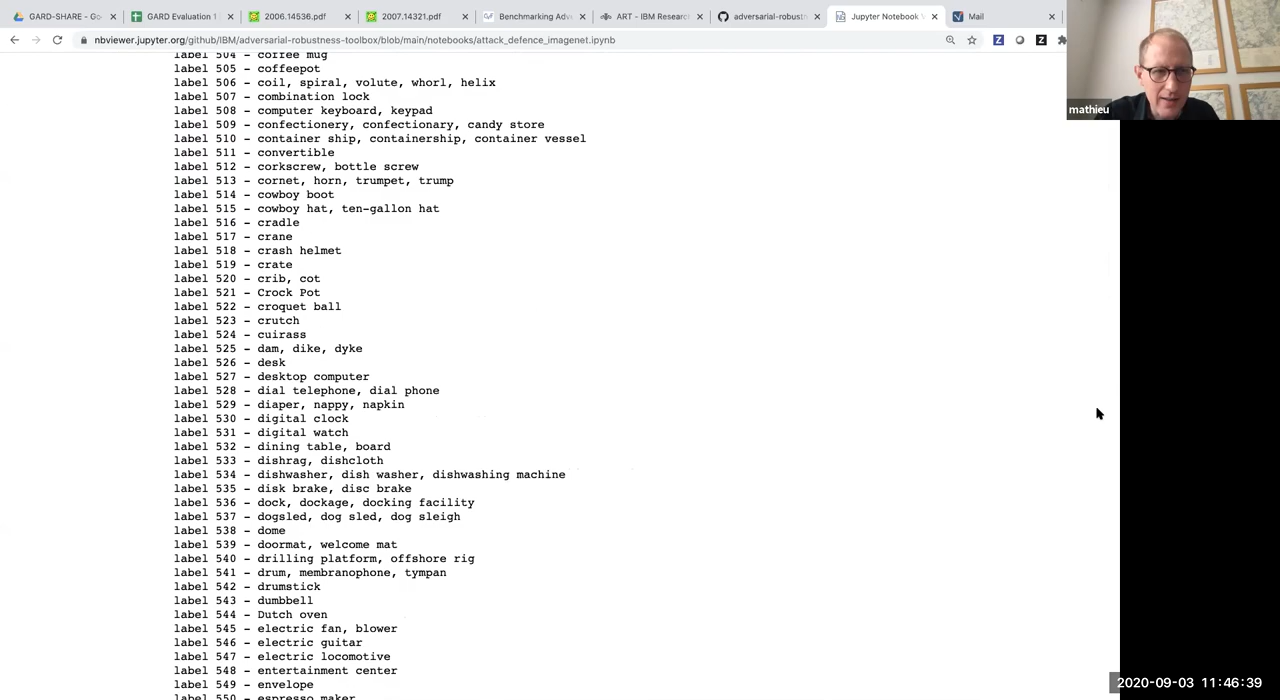 GARD-SHARE - Go
GARD Evaluation 1
2006.14536.pdf
2007.14321.pdf
Benchmarking Adv
ART - IBM Research
adversarial-robustn
Jupyter Notebook
Mail
nbviewer.jupyter.org/github/IBM/adversarial-robustness-toolbox/blob/main/notebooks/attack_defence_imagenet.ipynb
mathieu
label 504 - coffee mug
label 505 - coffeepot
label 506 - coil, spiral, volute, whorl, helix
label 507 - combination lock
label 508 - computer keyboard, keypad
label 509 - confectionery, confectionary, candy store
label 510 - container ship, containership, container vessel
label 511 - convertible
label 512 - corkscrew, bottle screw
label 513 - cornet, horn, trumpet, trump
label 514 - cowboy boot
label 515 - cowboy hat, ten-gallon hat
label 516 - cradle
label 517 - crane
label 518 - crash helmet
label 519 - crate
label 520 - crib, cot
label 521 - Crock Pot
label 522 - croquet ball
label 523 - crutch
label 524 - cuirass
label 525 - dam, dike, dyke
label 526 - desk
label 527 - desktop computer
label 528 - dial telephone, dial phone
label 529 - diaper, nappy, napkin
label 530 - digital clock
label 531 - digital watch
label 532 - dining table, board
label 533 - dishrag, dishcloth
label 534 - dishwasher, dish washer, dishwashing machine
label 535 - disk brake, disc brake
label 536 - dock, dockage, docking facility
label 537 - dogsled, dog sled, dog sleigh
label 538 - dome
label 539 - doormat, welcome mat
label 540 - drilling platform, offshore rig
label 541 - drum, membranophone, tympan
label 542 - drumstick
label 543 - dumbbell
label 544 - Dutch oven
label 545 - electric fan, blower
label 546 - electric guitar
label 547 - electric locomotive
label 548 - entertainment center
label 549 - envelope
label 550 - espresso maker
2020-09-03 11:46:39